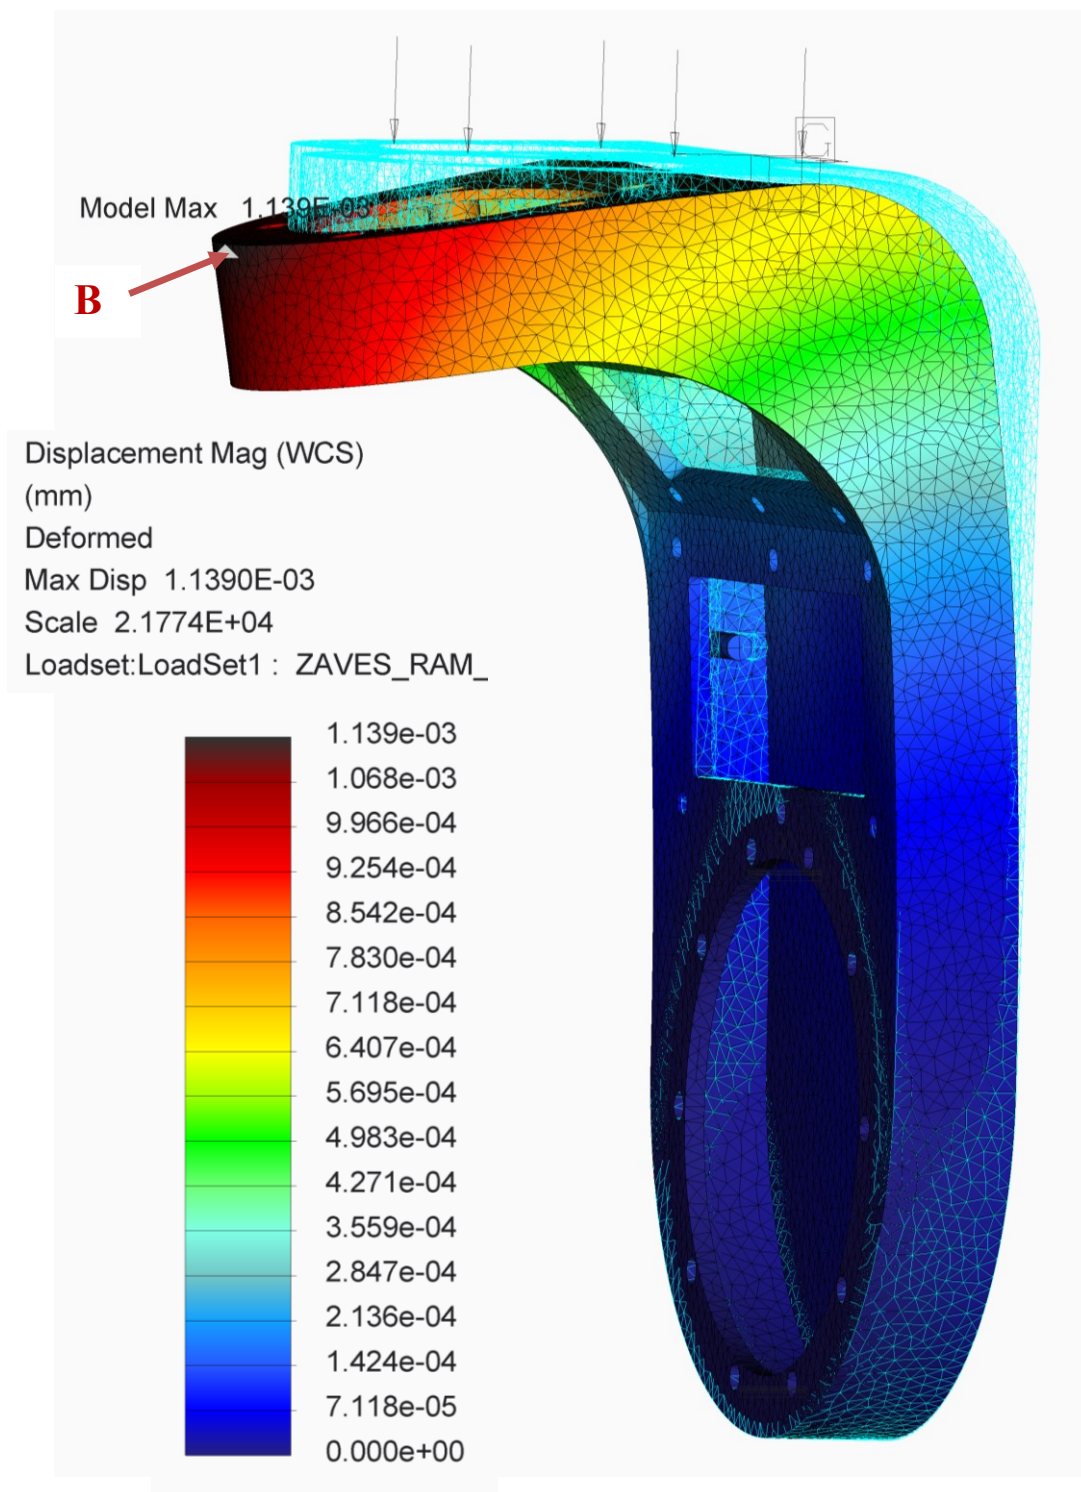 G
Model Max 1.139E-03
B
Displacement Mag (WCS)
(mm)
Deformed
Max Disp 1.1390E-03
Scale 2.1774E+04
Loadset:LoadSet1 : ZAVES_RAM_
1.139e-03
1.068e-03
9.966e-04
9.254e-04
8.542e-04
7.830e-04
7.118e-04
6.407e-04
5.695e-04
4.983e-04
4.271e-04
3.559e-04
2.847e-04
2.136e-04
1.424e-04
7.118e-05
0.000e+00